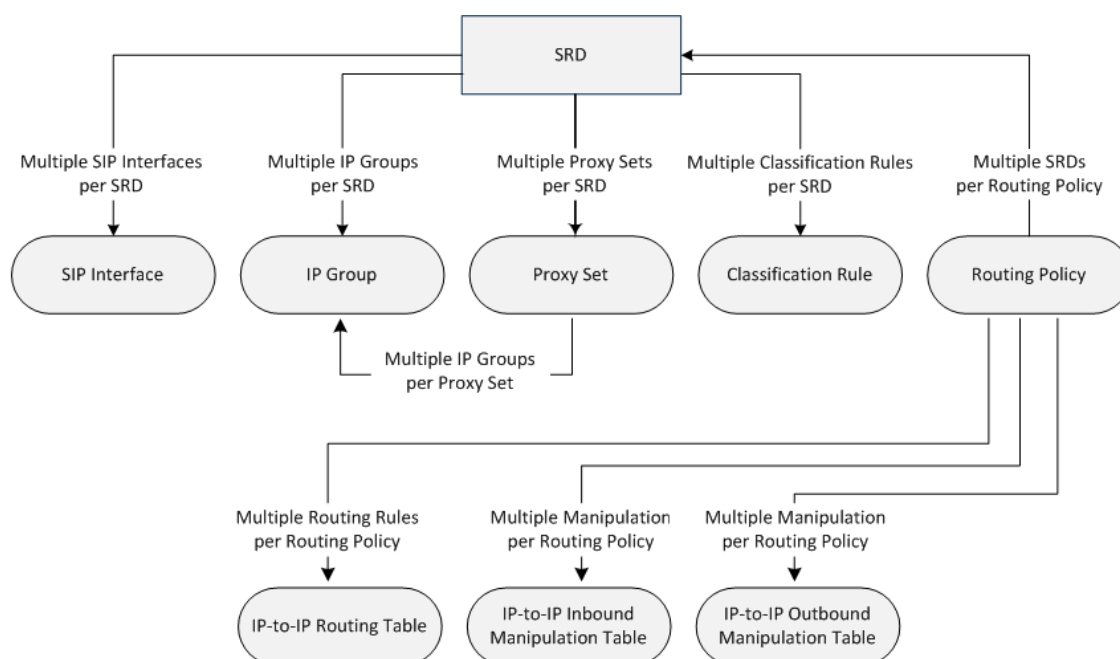 SRD
Multiple SIP Interfaces
per SRD
Multiple IP Groups
per SRD
Multiple Proxy Sets
per SRD
Multiple Classification Rules
per SRD
Multiple SRDs
per Routing Policy
SIP Interface
IP Group
Proxy Set
Classification Rule
Routing Policy
Multiple IP Groups
per Proxy Set
Multiple Routing Rules
per Routing Policy
Multiple Manipulation
per Routing Policy
Multiple Manipulation
per Routing Policy
IP-to-IP Routing Table
IP-to-IP Inbound
Manipulation Table
IP-to-IP Outbound
Manipulation Table